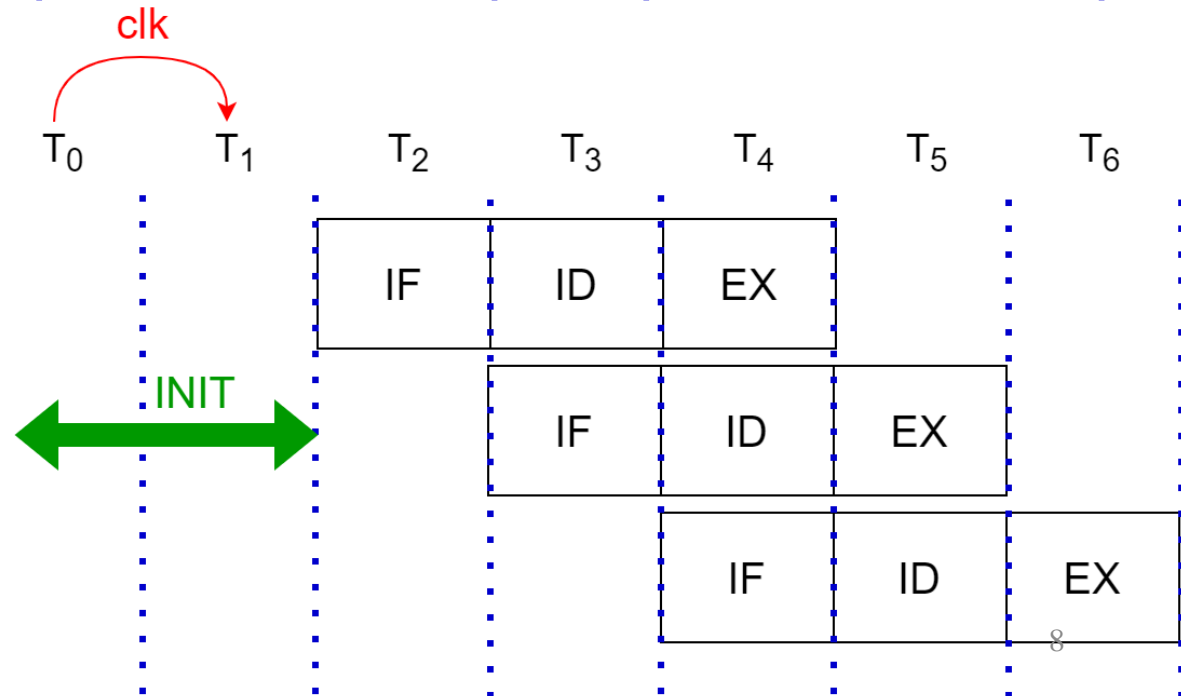 clk
T₀ T₁ T₂ T₃ T₄ T₅ T₆
IF ID EX
INIT
IF ID EX
IF ID EX
8